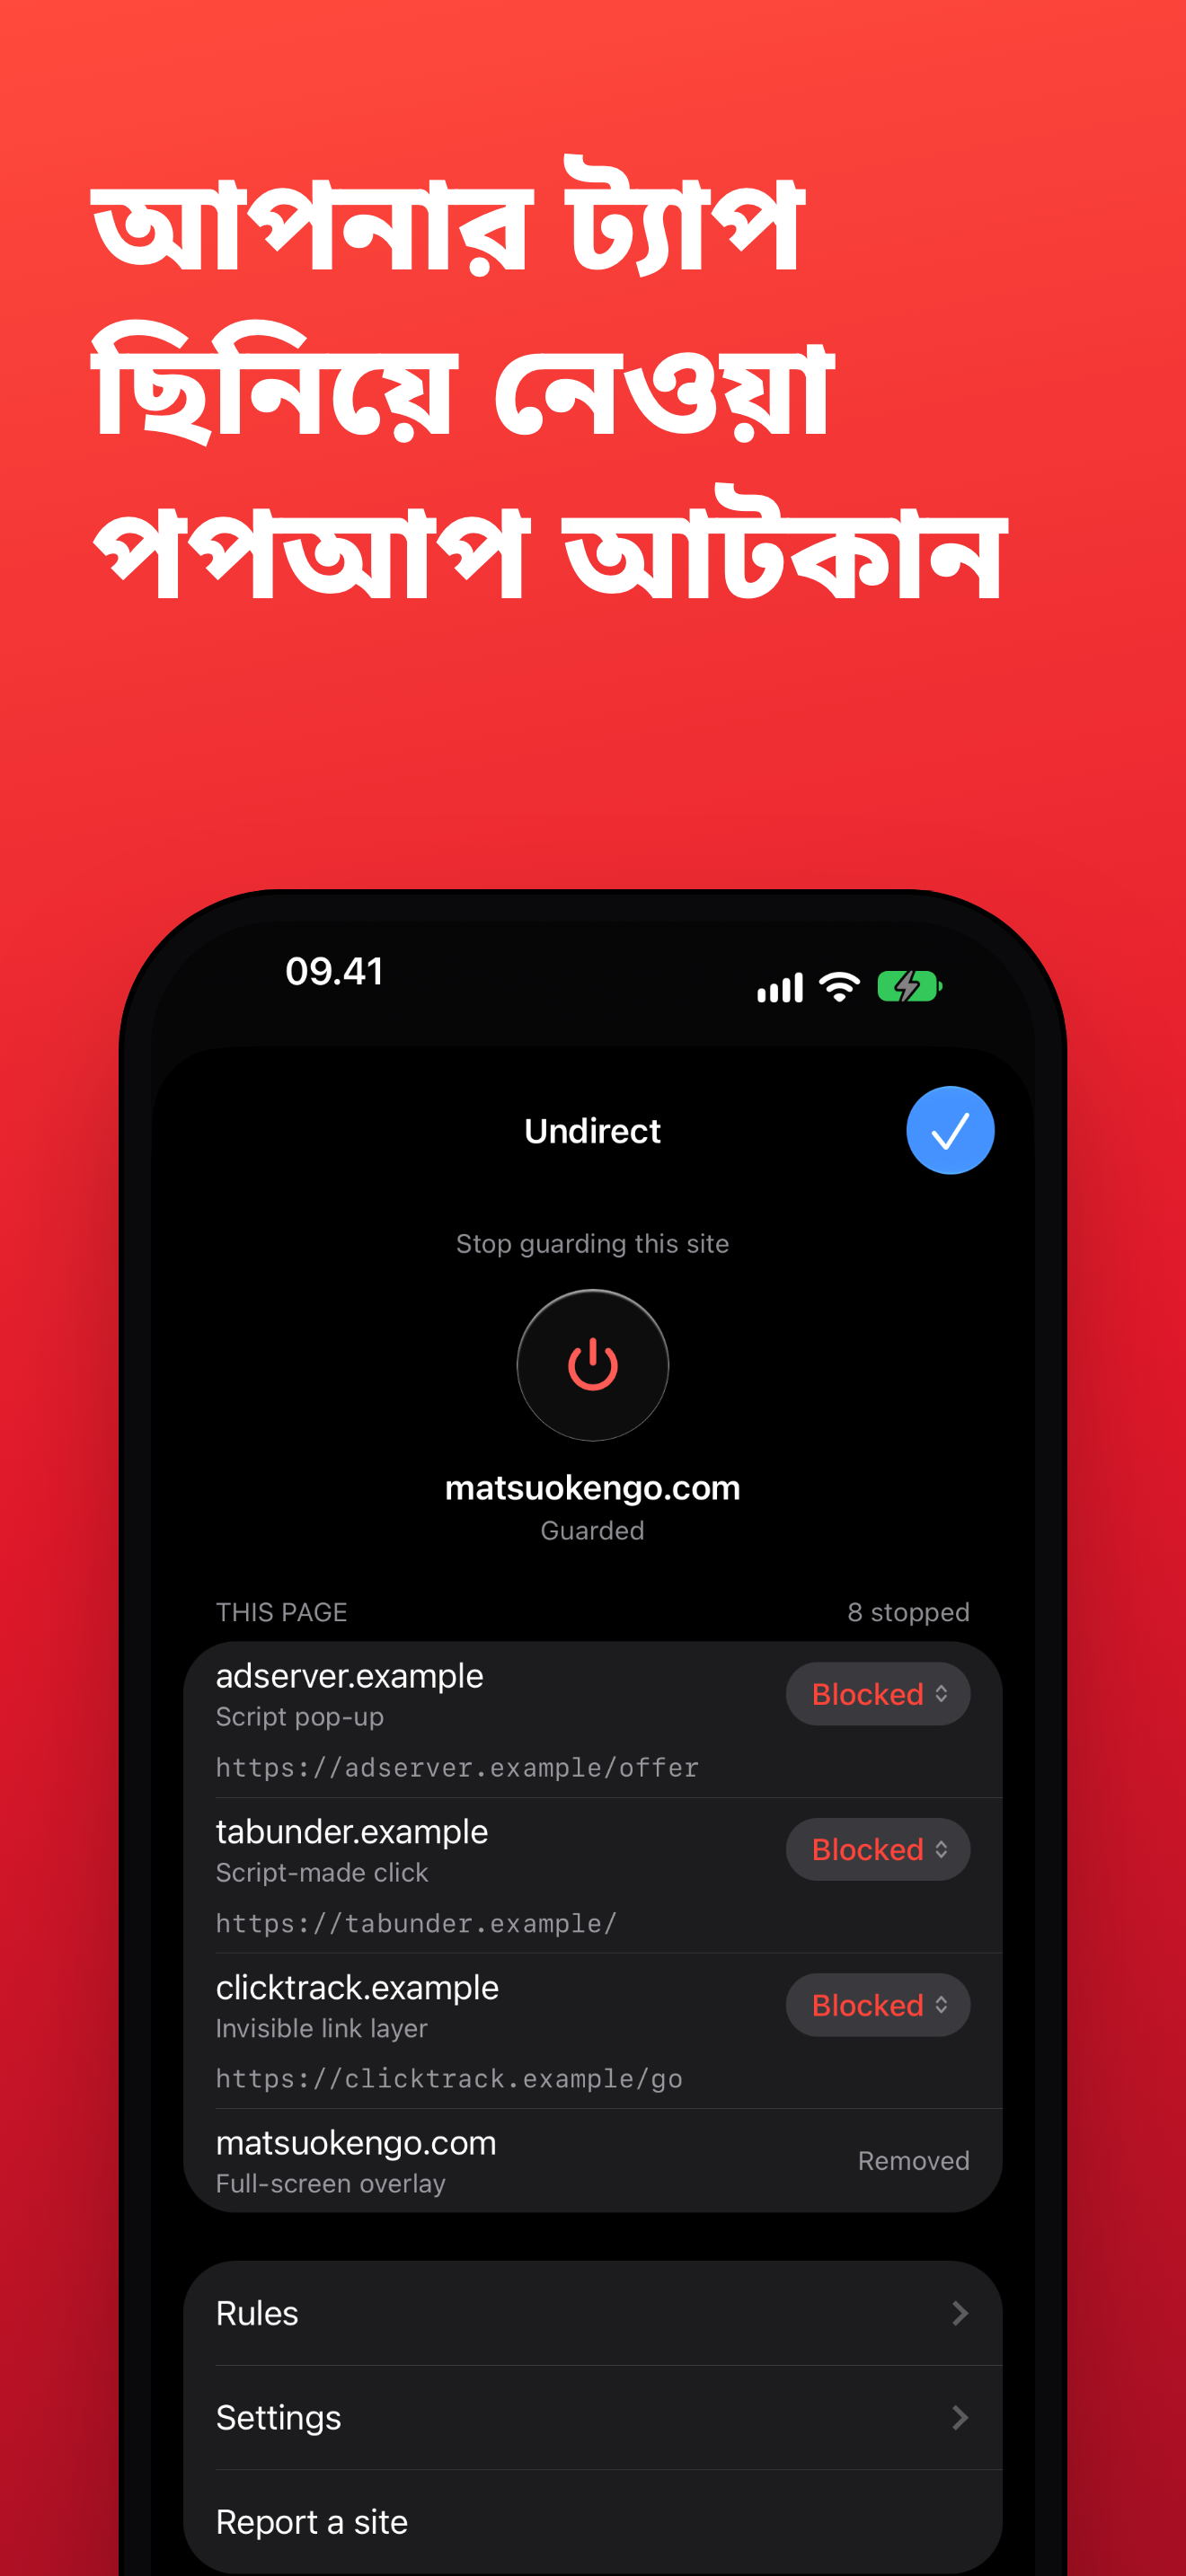 আপনার ট্যাপ
ছিনিয়ে নেওয়া
পপআপ আটকান
09.41
Undirect
Stop guarding this site
matsuokengo.com
Guarded
THIS PAGE
8 stopped
adserver.example
Blocked
Script pop-up
https://adserver.example/offer
tabunder.example
Blocked
Script-made click
https://tabunder.example/
clicktrack.example
Blocked
Invisible link layer
https://clicktrack.example/go
matsuokengo.com
Removed
Full-screen overlay
Rules
Settings
Report a site